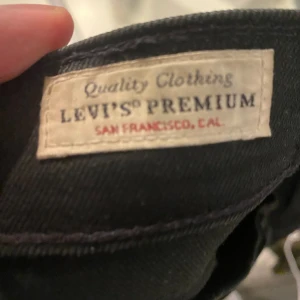 Quality Clothing
LEVI'S® PREMIUM
SAN FRANCISCO, CAL